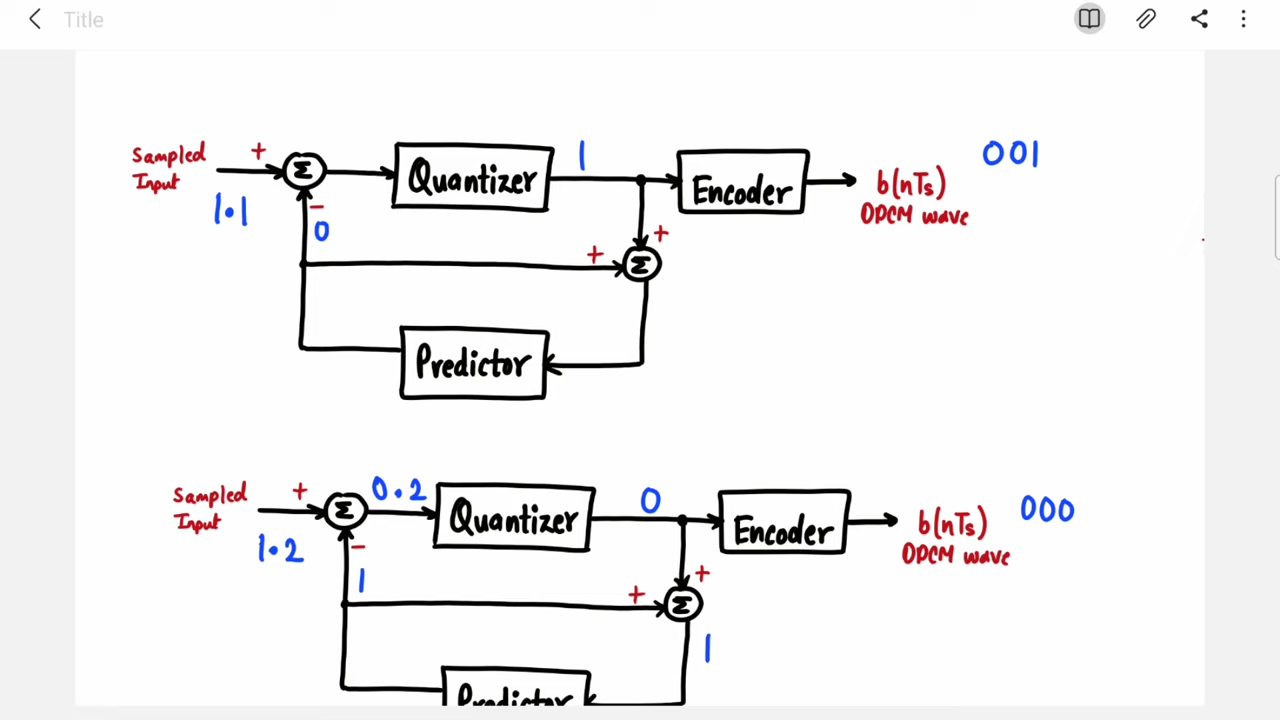 Title
Sampled
Input
+
Σ
Quantizer
1
Encoder
b(nTs)
DPCM wave
001
1.1
−
0
+
+
Σ
Predictor
Sampled
Input
+
Σ
0.2
Quantizer
0
Encoder
b(nTs)
DPCM wave
000
1.2
−
1
+
+
Σ
1
Predictor